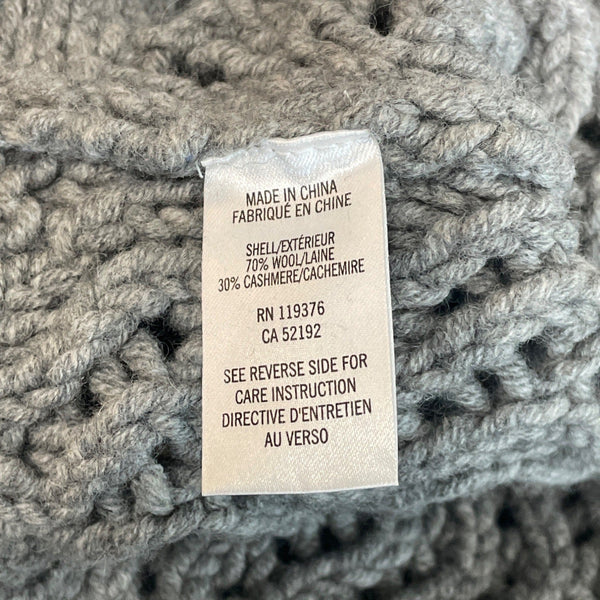 MADE IN CHINA
FABRIQUÉ EN CHINE
SHELL/EXTÉRIEUR
70% WOOL/LAINE
30% CASHMERE/CACHEMIRE
RN 119376
CA 52192
SEE REVERSE SIDE FOR
CARE INSTRUCTION
DIRECTIVE D'ENTRETIEN
AU VERSO